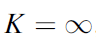 K = ∞